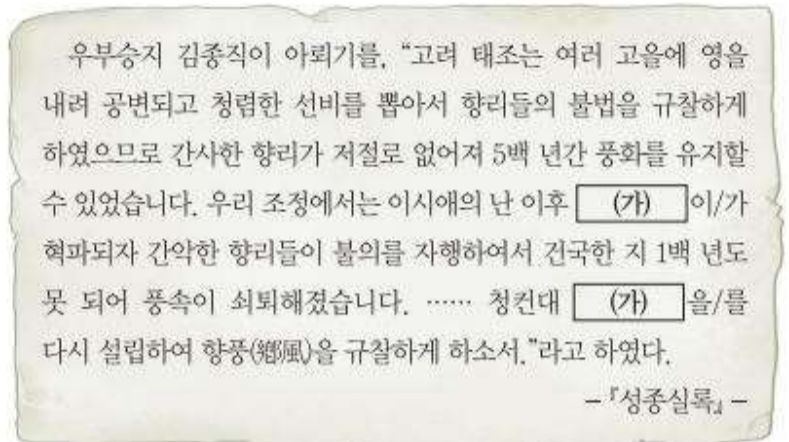 우부승지 김종직이 아뢰기를, “고려 태조는 여러 고을에 영을
내려 공변되고 청렴한 선비를 뽑아서 향리들의 불법을 규찰하게
하였으므로 간사한 향리가 저절로 없어져 5백 년간 풍화를 유지할
수 있었습니다. 우리 조정에서는 이시애의 난 이후 (가) 이/가
혁파되자 간악한 향리들이 불의를 자행하여서 건국한 지 1백 년도
못 되어 풍속이 쇠퇴해졌습니다. …… 청컨대 (가) 을/를
다시 설립하여 향풍(鄕風)을 규찰하게 하소서.”라고 하였다.
－『성종실록』－